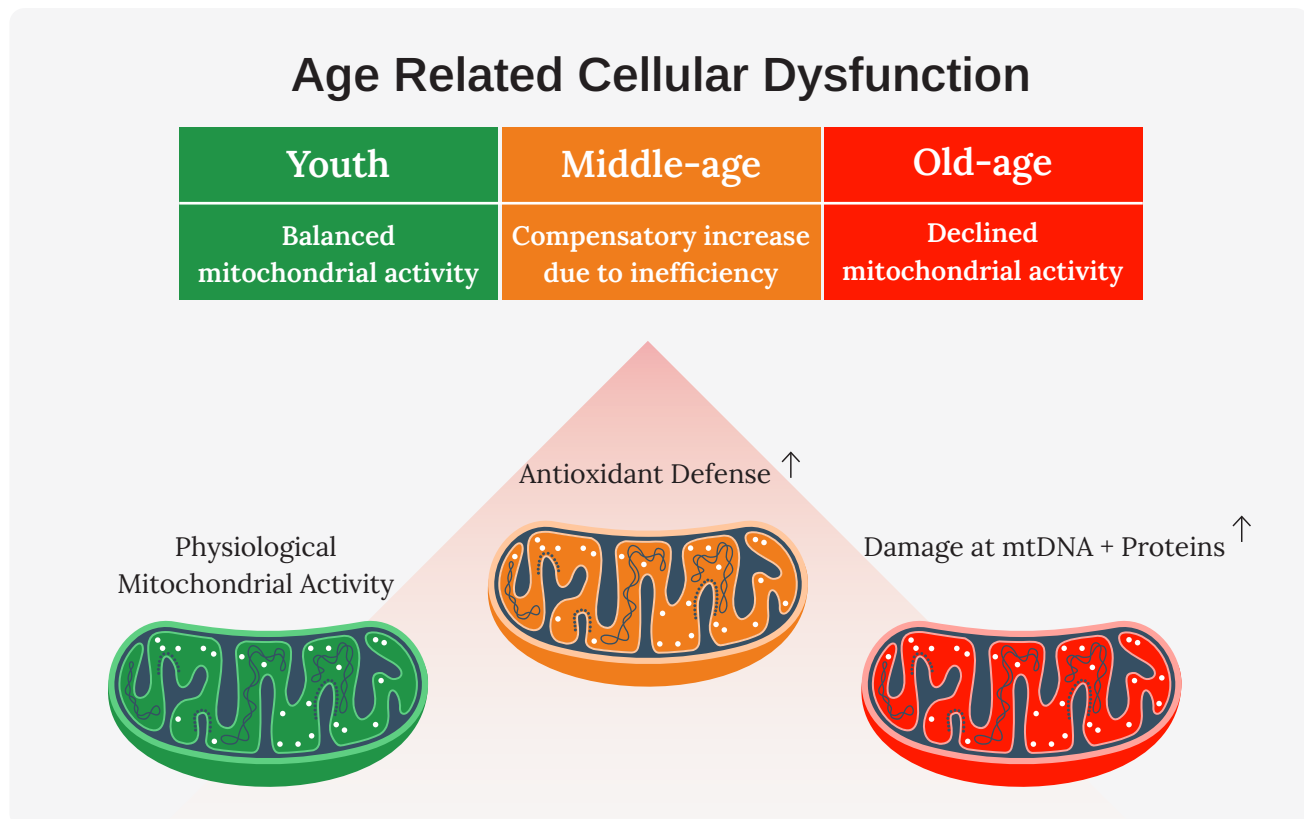 Age Related Cellular Dysfunction
Youth
Middle-age
Old-age
Balanced
mitochondrial activity
Compensatory increase
due to inefficiency
Declined
mitochondrial activity
Antioxidant Defense ↑
Physiological
Mitochondrial Activity
Damage at mtDNA + Proteins ↑